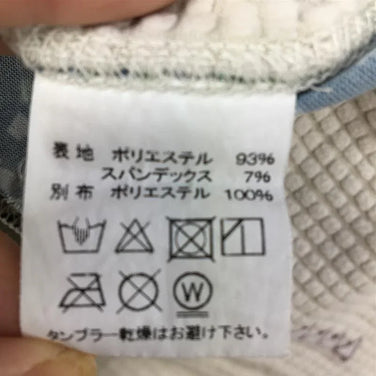 表地 ポリエステル 93%
スパンデックス 7%
別布 ポリエステル 100%
W
タンブラー乾燥はお避け下さい。